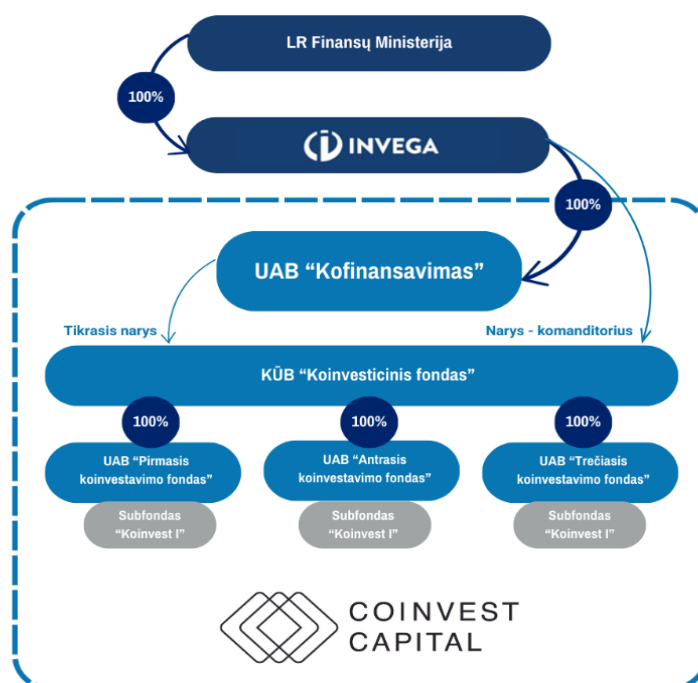 LR Finansų Ministerija
100%
INVEGA
100%
UAB “Kofinansavimas”
Tikrasis narys
Narys - komanditorius
KŪB “Koinvesticinis fondas”
100%
100%
100%
UAB “Pirmasis
koinvestavimo fondas”
UAB “Antrasis
koinvestavimo fondas”
UAB “Trečiasis
koinvestavimo fondas”
Subfondas
“Koinvest I”
Subfondas
“Koinvest I”
Subfondas
“Koinvest I”
COINVEST
CAPITAL